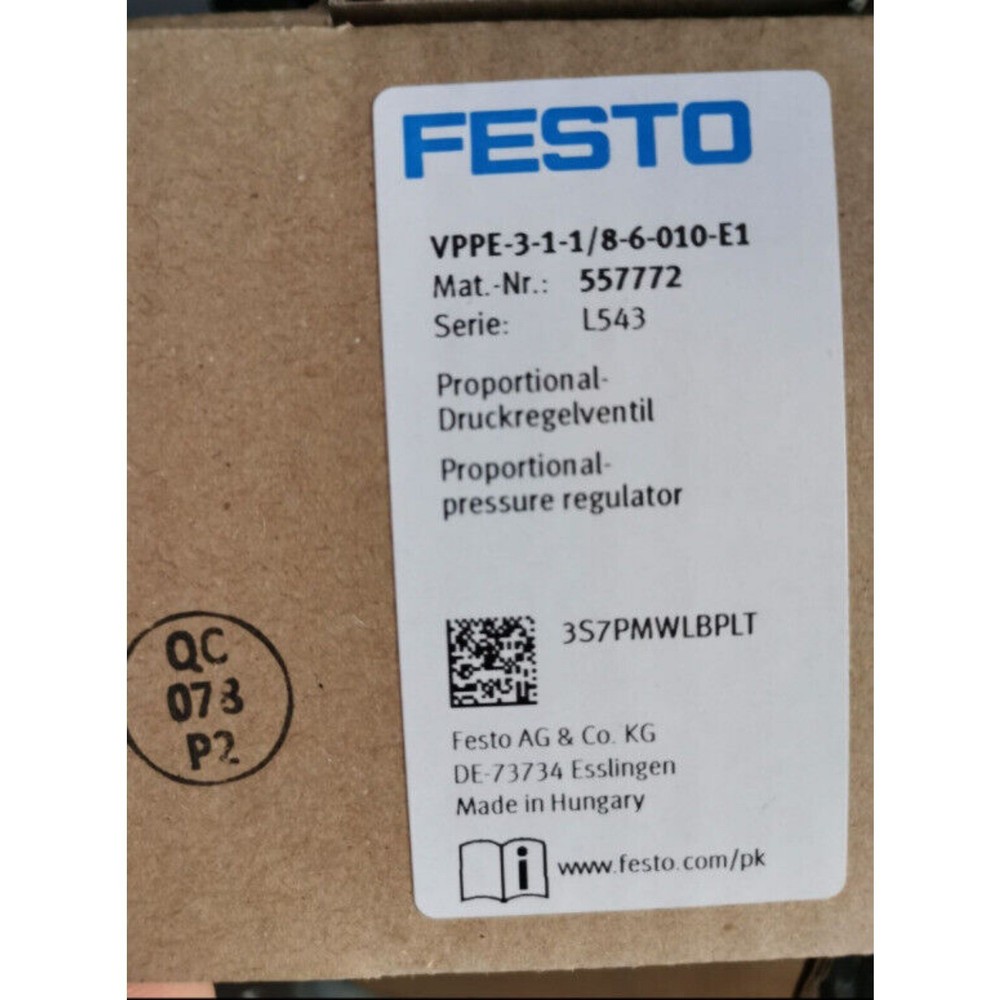 FESTO
VPPE-3-1-1/8-6-010-E1
Mat.-Nr.: 557772
Serie: L543
Proportional-
Druckregelventil
Proportional-
pressure regulator
3S7PMWLBPLT
Festo AG & Co. KG
DE-73734 Esslingen
Made in Hungary
i www.festo.com/pk
QC
078
P2